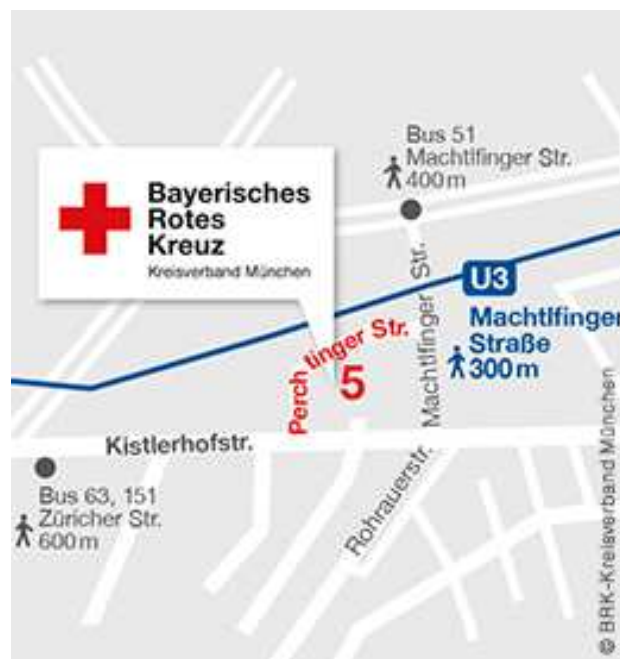 Bus 51
Machtlfinger Str.
400 m
Bayerisches
Rotes
Kreuz
Kreisverband München
U3
Machtlfinger
Straße
300 m
Perchtinger Str.
5
Machtlfinger Str.
Kistlerhofstr.
Bus 63, 151
Züricher Str.
600 m
Rohrauerstr.
© BRK-Kreisverband München